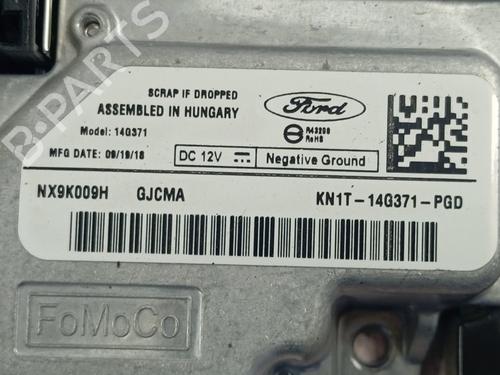 B-PARTS
SCRAP IF DROPPED
ASSEMBLED IN HUNGARY
Model: 14G371
MFG DATE: 09/19/18
Ford
R43209
RoHS
DC 12V
Negative Ground
NX9K009H GJCMA KN1T-14G371-PGD
FoMoCo